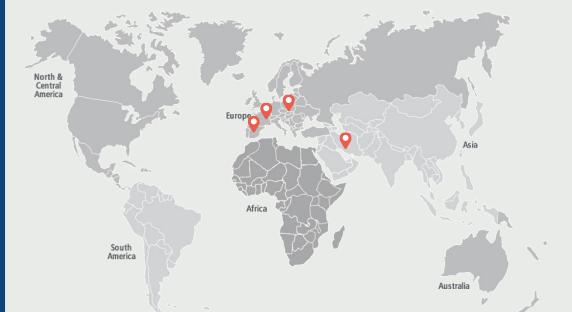 North &
Central
America
Europe
Asia
Africa
South
America
Australia